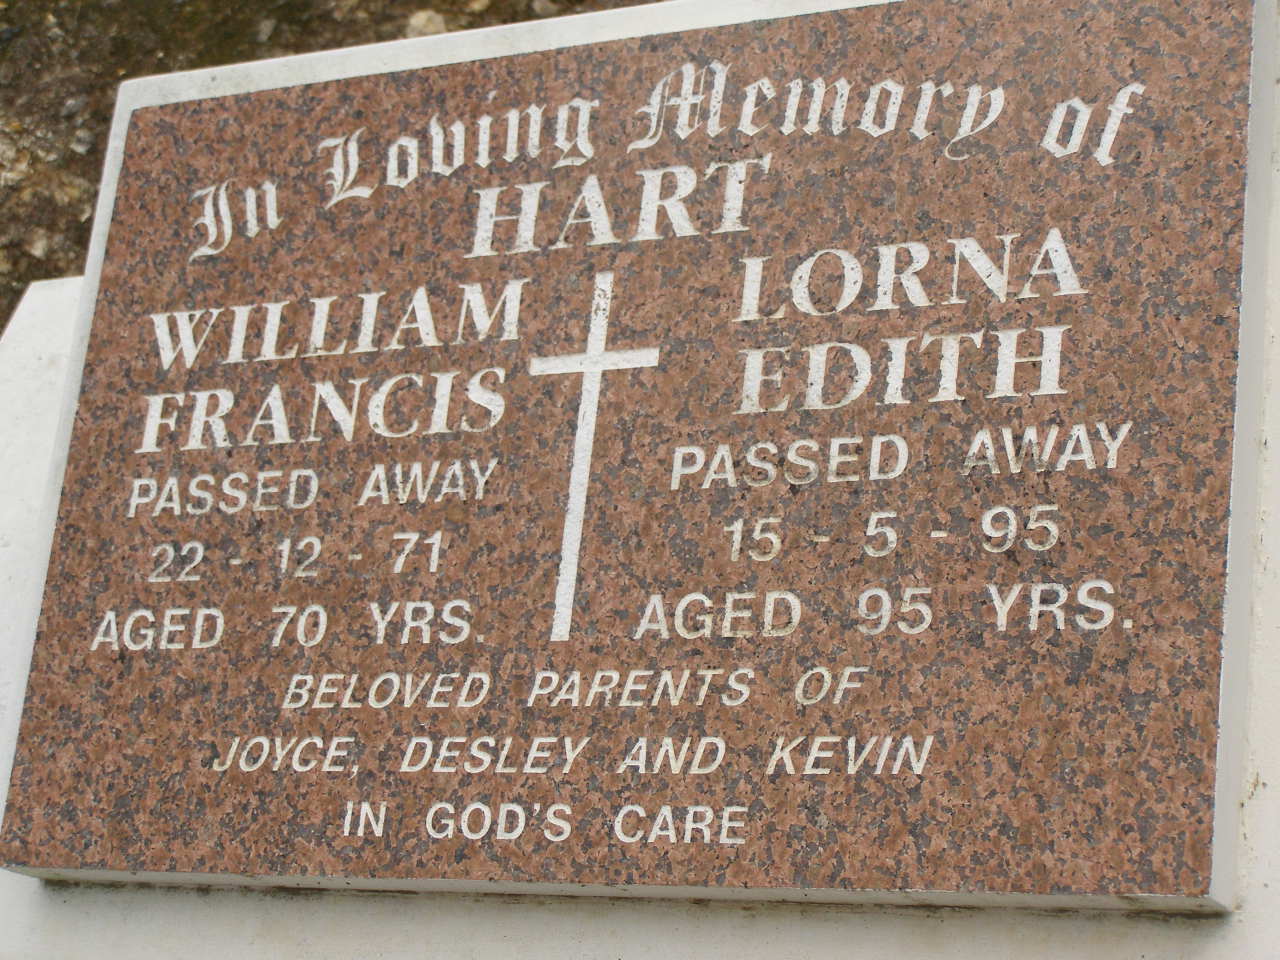 In Loving Memory of
HART
WILLIAM
FRANCIS
PASSED AWAY
22 - 12 - 71
AGED 70 YRS.
LORNA
EDITH
PASSED AWAY
15 - 5 - 95
AGED 95 YRS.
BELOVED PARENTS OF
JOYCE, DESLEY AND KEVIN
IN GOD'S CARE